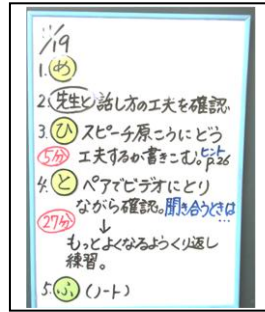 11/19
1. め
2. 先生と 話し方の工夫を確認
3. ひ スピーチ原こうにどう
5分 工夫するか書きこむ。ヒント p.26
4. と ペアでビデオにとり
ながら確認。聞き合うときは…
27分 ↓
もっとよくなるようくり返し
練習。
5. ふ (ノート)